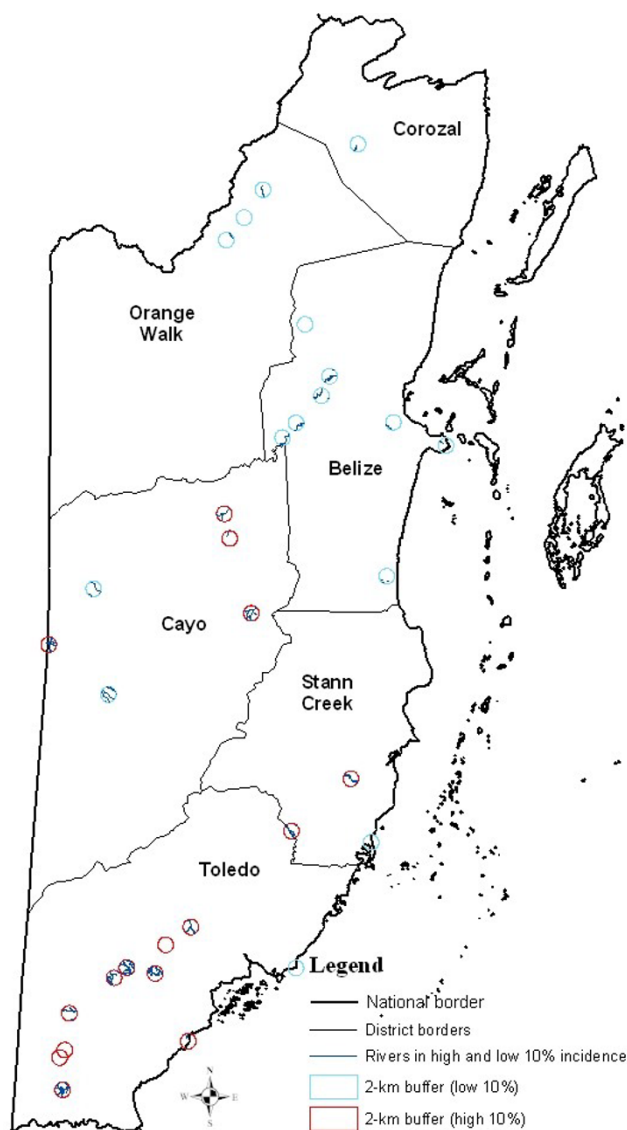 Corozal
Orange
Walk
Belize
Cayo
Stann
Creek
Toledo
Legend
National border
District borders
Rivers in high and low 10% incidence
2-km buffer (low 10%)
2-km buffer (high 10%)
N
W E
S